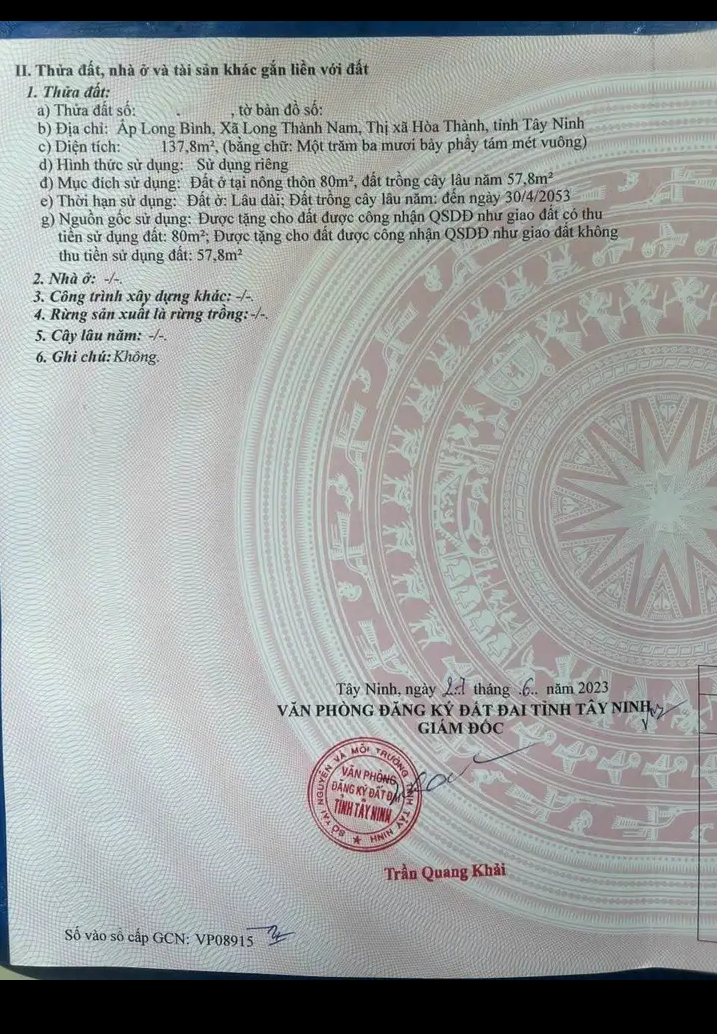 II. Thửa đất, nhà ở và tài sản khác gắn liền với đất
1. Thửa đất:
a) Thửa đất số: , tờ bản đồ số:
b) Địa chỉ: Ấp Long Bình, Xã Long Thành Nam, Thị xã Hòa Thành, tỉnh Tây Ninh
c) Diện tích: 137,8m², (bằng chữ: Một trăm ba mươi bảy phẩy tám mét vuông)
d) Hình thức sử dụng: Sử dụng riêng
đ) Mục đích sử dụng: Đất ở tại nông thôn 80m², đất trồng cây lâu năm 57,8m²
e) Thời hạn sử dụng: Đất ở: Lâu dài; Đất trồng cây lâu năm: đến ngày 30/4/2053
g) Nguồn gốc sử dụng: Được tặng cho đất được công nhận QSDĐ như giao đất có thu
tiền sử dụng đất: 80m²; Được tặng cho đất được công nhận QSDĐ như giao đất không
thu tiền sử dụng đất: 57,8m²
2. Nhà ở: -/-.
3. Công trình xây dựng khác: -/-.
4. Rừng sản xuất là rừng trồng: -/-.
5. Cây lâu năm: -/-.
6. Ghi chú: Không.
Tây Ninh, ngày 27 tháng .6.. năm 2023
VĂN PHÒNG ĐĂNG KÝ ĐẤT ĐAI TỈNH TÂY NINH
GIÁM ĐỐC
VĂN PHÒNG
ĐĂNG KÝ ĐẤT ĐAI
TỈNH TÂY NINH
Trần Quang Khải
Số vào sổ cấp GCN: VP08915